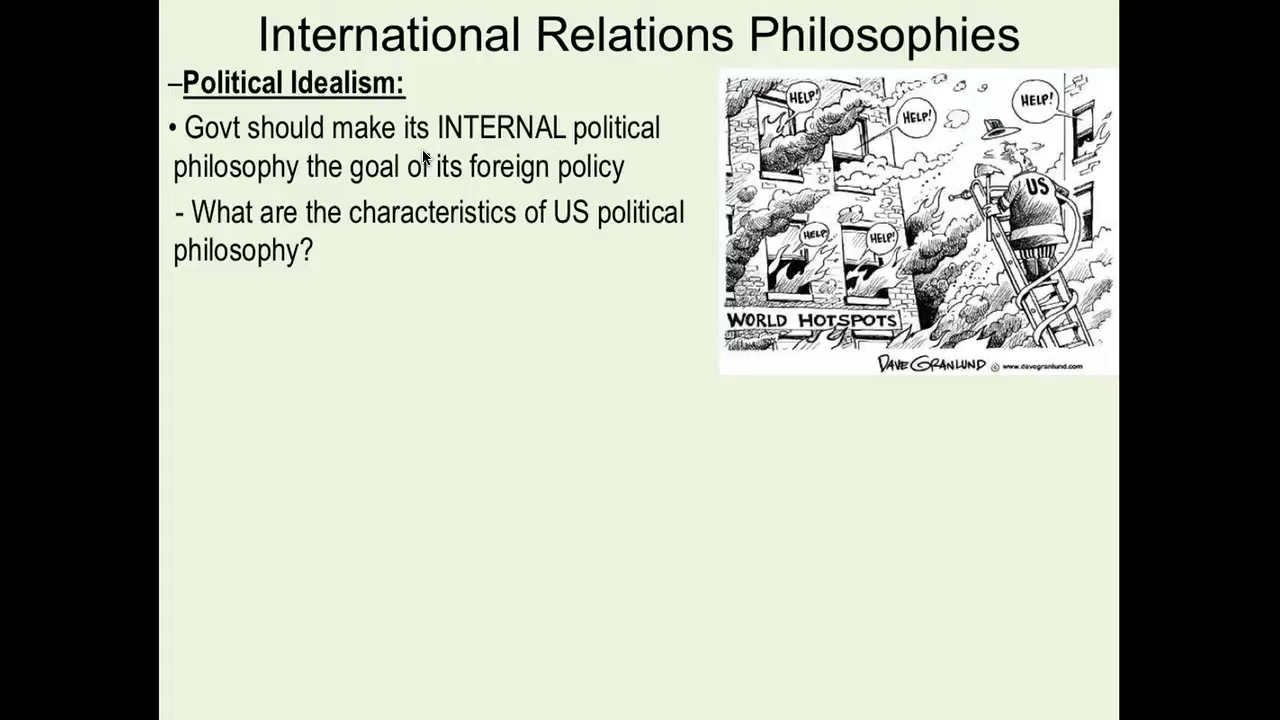 International Relations Philosophies
–Political Idealism:
• Govt should make its INTERNAL political
philosophy the goal of its foreign policy
- What are the characteristics of US political
philosophy?
HELP!
HELP!
HELP!
US
HELP!
HELP!
WORLD HOTSPOTS
DAVE GRANLUND © www.davegranlund.com